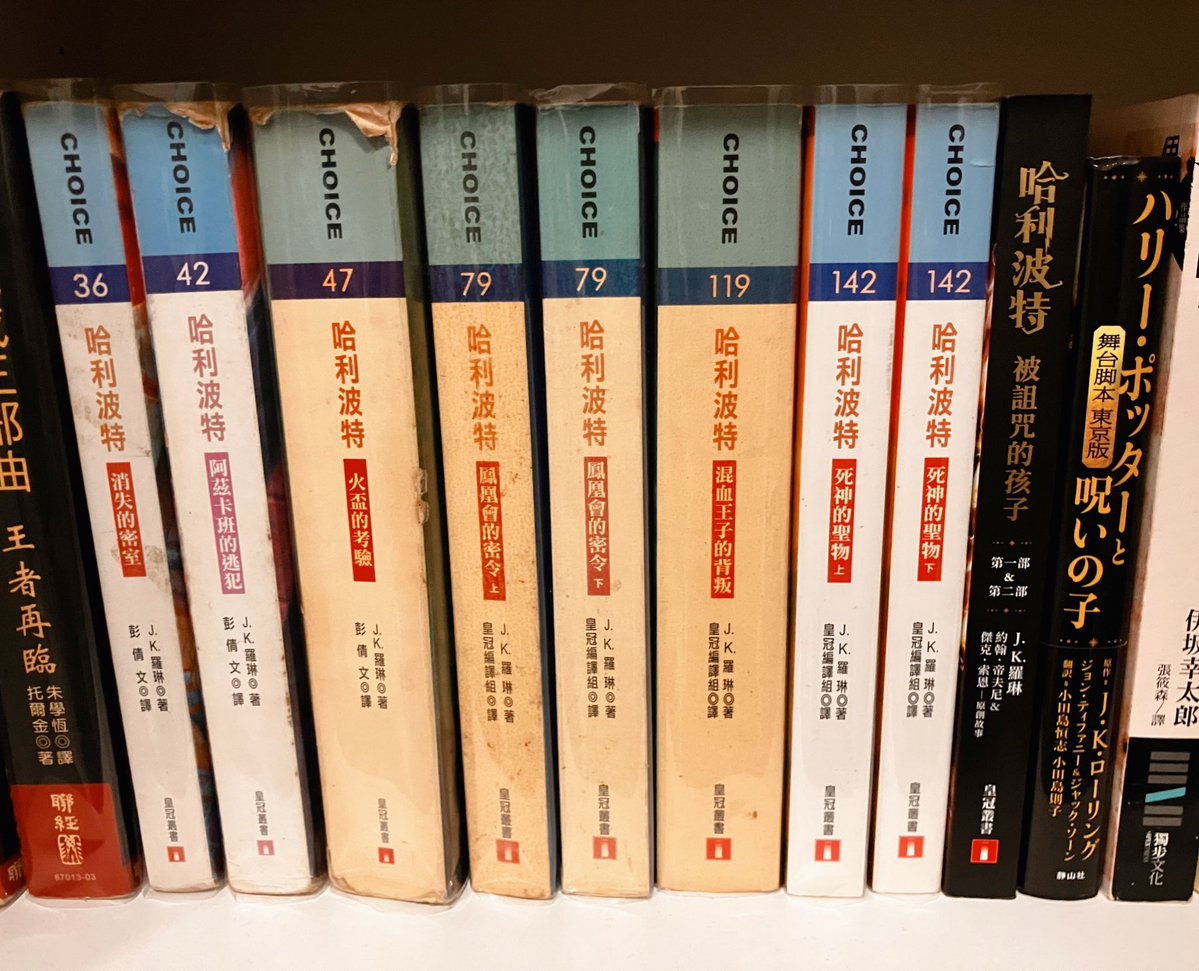 王者再臨
朱學恆◎譯
托爾金◎著
聯經
67013-03
CHOICE
36
哈利波特
消失的密室
J.K.羅琳◎著
彭倩文◎譯
皇冠叢書
CHOICE
42
哈利波特
阿茲卡班的逃犯
J.K.羅琳◎著
彭倩文◎譯
皇冠叢書
CHOICE
47
哈利波特
火盃的考驗
J.K.羅琳◎著
彭倩文◎譯
皇冠叢書
CHOICE
79
哈利波特
鳳凰會的密令 上
J.K.羅琳◎著
皇冠編譯組◎譯
皇冠叢書
CHOICE
79
哈利波特
鳳凰會的密令 下
J.K.羅琳◎著
皇冠編譯組◎譯
皇冠叢書
CHOICE
119
哈利波特
混血王子的背叛
J.K.羅琳◎著
皇冠編譯組◎譯
皇冠叢書
CHOICE
142
哈利波特
死神的聖物 上
J.K.羅琳◎著
皇冠編譯組◎譯
皇冠叢書
CHOICE
142
哈利波特
死神的聖物 下
J.K.羅琳◎著
皇冠編譯組◎譯
皇冠叢書
哈利波特
被詛咒的孩子
第一部
&
第二部
J.K.羅琳
約翰・帝夫尼&
傑克・索恩—原創故事
皇冠叢書
ハリー・ポッターと
呪いの子
舞台脚本 東京版
原作 J・K・ローリング
ジョン・ティファニー&ジャック・ソーン
翻訳 小田島恒志 小田島則子
静山社
伊坂幸太郎
張筱森/譯
獨步文化